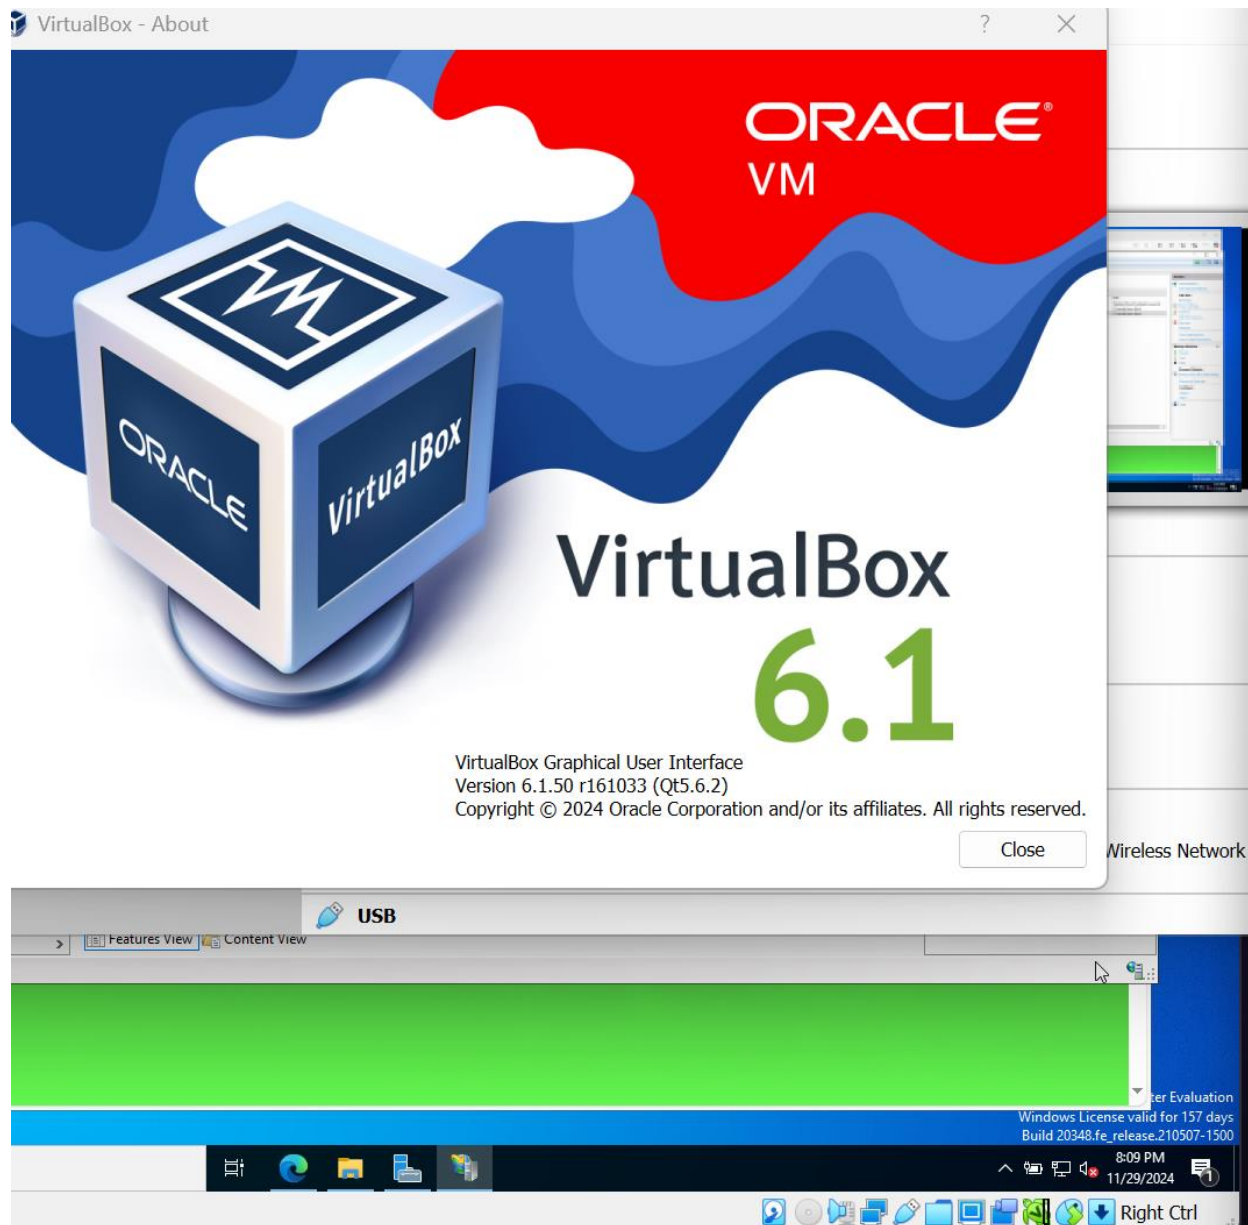 VirtualBox - About
?
ORACLE®
VM
ORACLE
VirtualBox
VirtualBox
6.1
VirtualBox Graphical User Interface
Version 6.1.50 r161033 (Qt5.6.2)
Copyright © 2024 Oracle Corporation and/or its affiliates. All rights reserved.
Close
Wireless Network
USB
Features View
Content View
ter Evaluation
Windows License valid for 157 days
Build 20348.fe_release.210507-1500
8:09 PM
11/29/2024
1
Right Ctrl